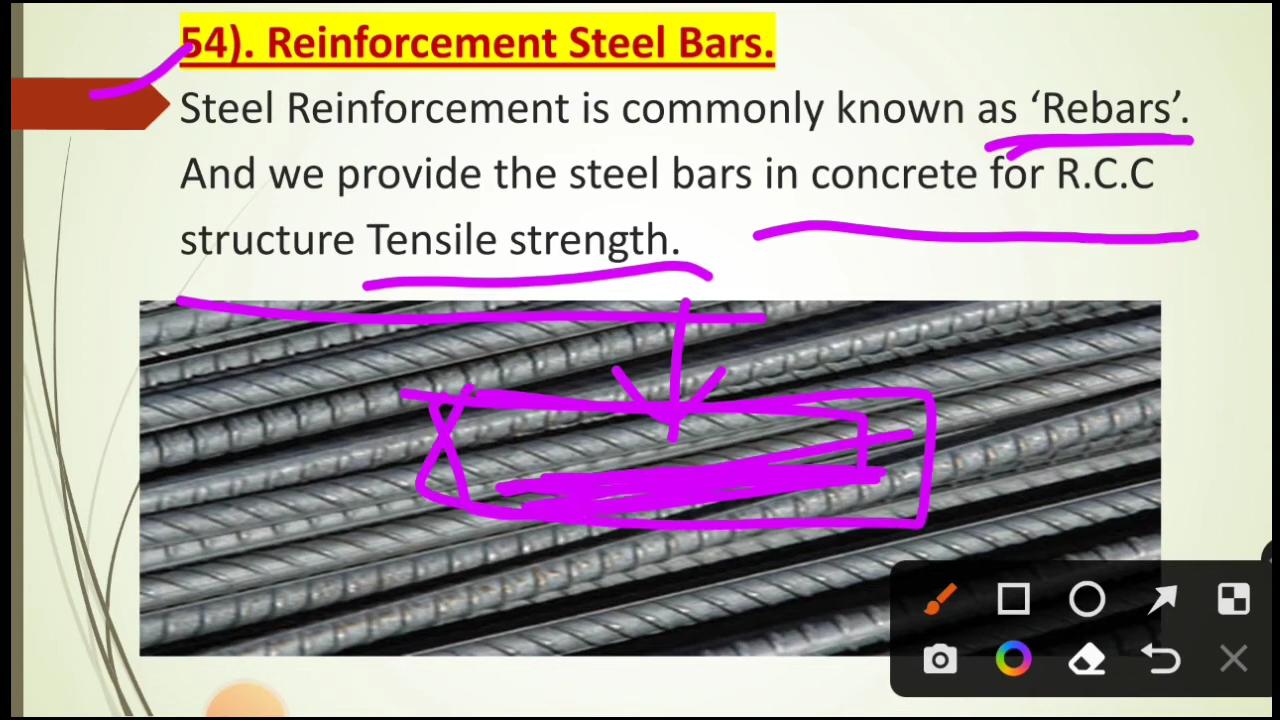 54). Reinforcement Steel Bars.
Steel Reinforcement is commonly known as ‘Rebars’.
And we provide the steel bars in concrete for R.C.C
structure Tensile strength.